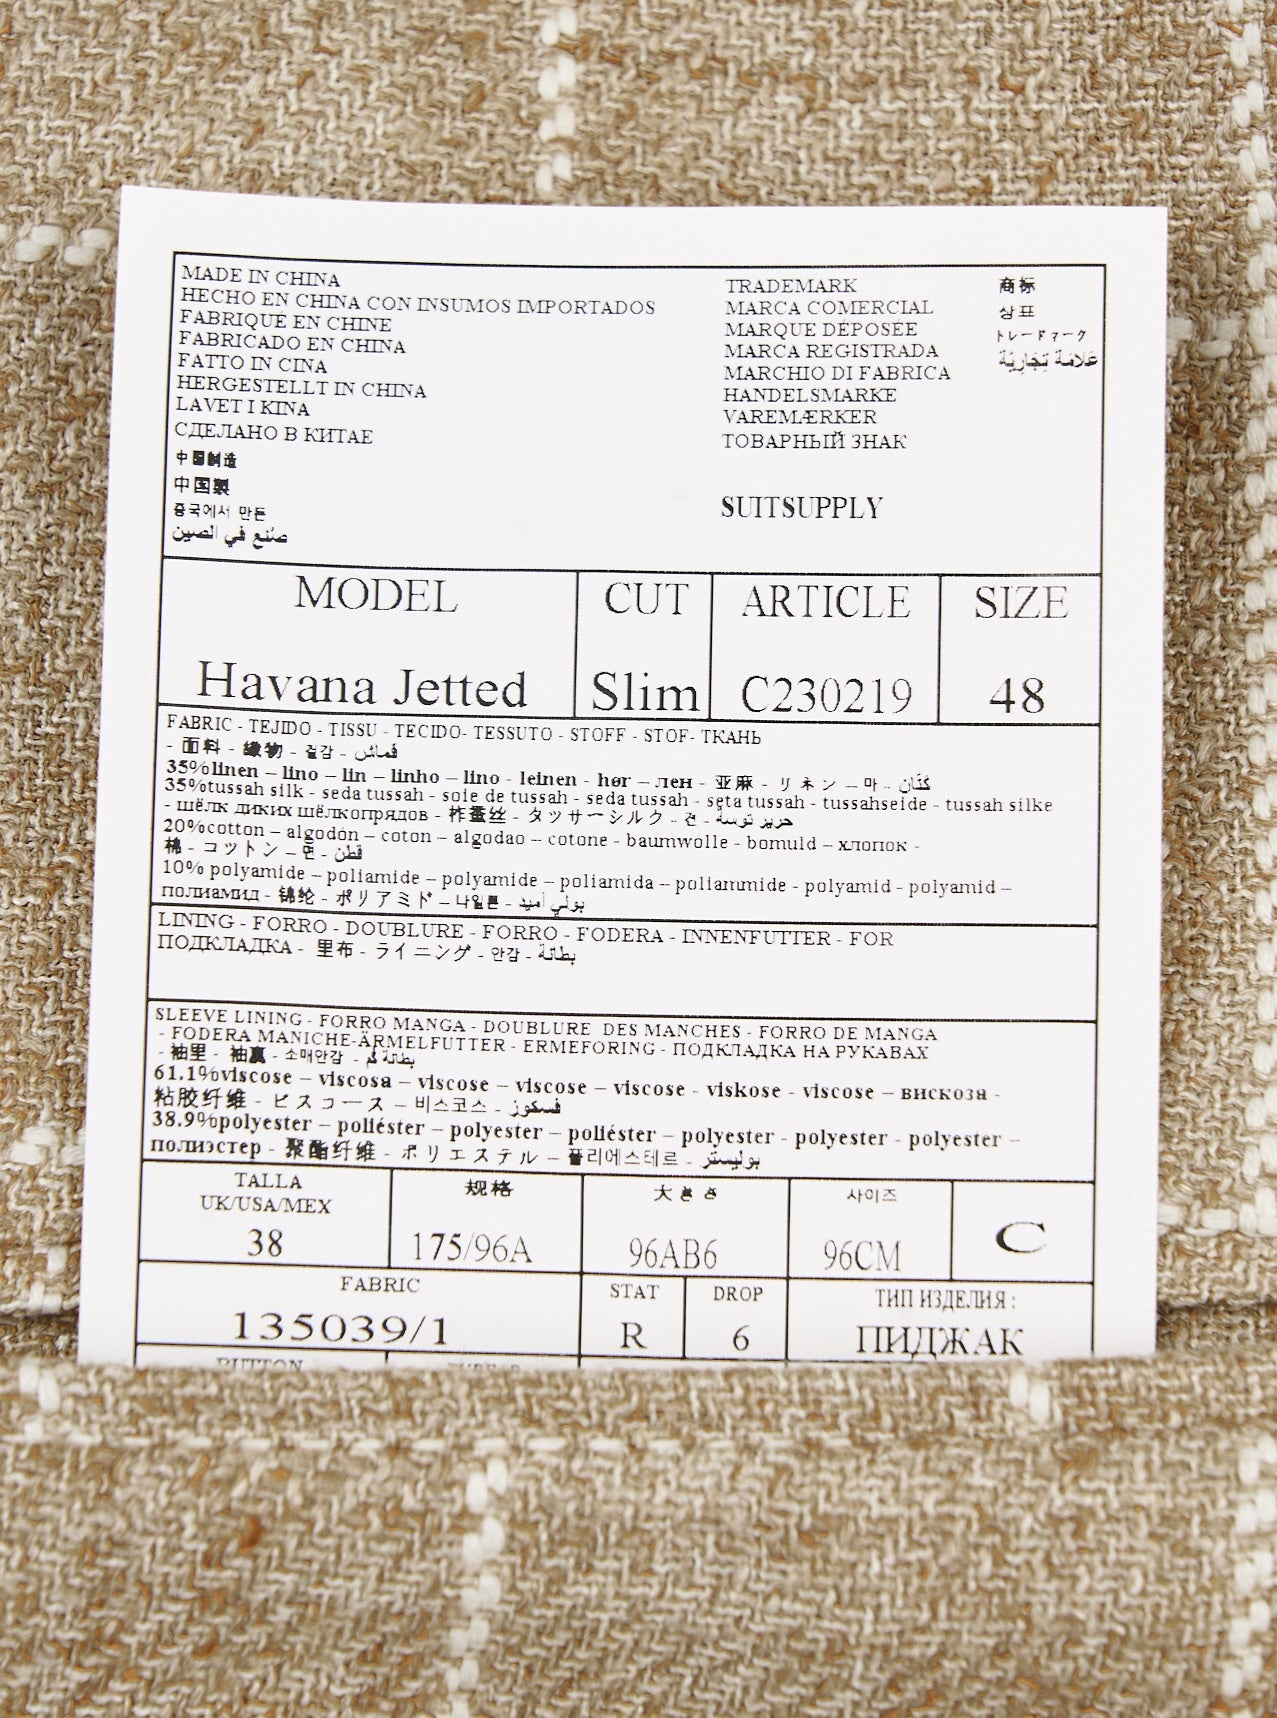 MADE IN CHINA
HECHO EN CHINA CON INSUMOS IMPORTADOS
FABRIQUÉ EN CHINE
FABRICADO EN CHINA
FATTO IN CINA
HERGESTELLT IN CHINA
LAVET I KINA
СДЕЛАНО В КИТАЕ
中国制造
中国製
중국에서 만든
صُنع في الصين
TRADEMARK
MARCA COMERCIAL
MARQUE DÉPOSÉE
MARCA REGISTRADA
MARCHIO DI FABRICA
HANDELSMARKE
VAREMÆRKER
ТОВАРНЫЙ ЗНАК
商标
상표
トレードマーク
عَلامَة تِجَارِيَّة
SUITSUPPLY
MODEL
Havana Jetted
CUT
Slim
ARTICLE
C230219
SIZE
48
FABRIC - TEJIDO - TISSU - TECIDO- TESSUTO - STOFF - STOF- ТКАНЬ
- 面料 - 織物 - 겉감 - قُماش
35%linen – lino – lin – linho – lino - leinen - hør – лен - 亚麻 - リネン – 마 - كَتَّان
35%tussah silk - seda tussah - soie de tussah - seda tussah - seta tussah - tussahseide - tussah silke
- шёлк диких шёлкопрядов - 柞蚕丝 - タッサーシルク - 견 - حرير توسة
20%cotton – algodón – coton – algodao – cotone - baumwolle - bomuld – хлопок -
棉 - コットン – 면 - قطن
10% polyamide – poliamide – polyamide – poliamida – poliammide - polyamid - polyamid –
полиамид - 锦纶 - ポリアミド – 나일론 - بولي أميد
LINING - FORRO - DOUBLURE - FORRO - FODERA - INNENFUTTER - FOR
ПОДКЛАДКА - 里布 - ライニング - 안감 - بطانة
SLEEVE LINING - FORRO MANGA - DOUBLURE DES MANCHES - FORRO DE MANGA
- FODERA MANICHE-ÄRMELFUTTER - ERMEFORING - ПОДКЛАДКА НА РУКАВАХ
- 袖里 - 袖裏 - 소매안감 - بطانة كم
61.1%viscose – viscosa – viscose – viscose – viscose - viskose - viscose – вискоза -
粘胶纤维 - ビスコース – 비스코스 - فسكوز
38.9%polyester – poliéster – polyester – poliéster – polyester - polyester - polyester –
полиэстер - 聚酯纤维 - ポリエステル – 폴리에스테르 - بوليستر
TALLA
UK/USA/MEX
38
规格
175/96A
大きさ
96AB6
사이즈
96CM
C
FABRIC
135039/1
STAT
R
DROP
6
ТИП ИЗДЕЛИЯ :
ПИДЖАК
BUTTON